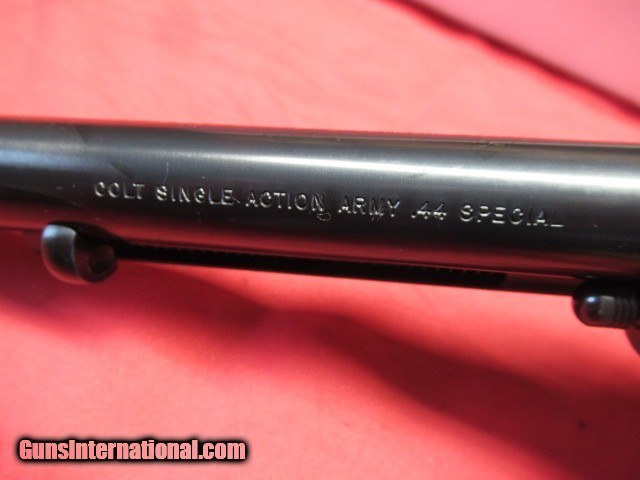 COLT SINGLE ACTION ARMY .44 SPECIAL
GunsInternational.com